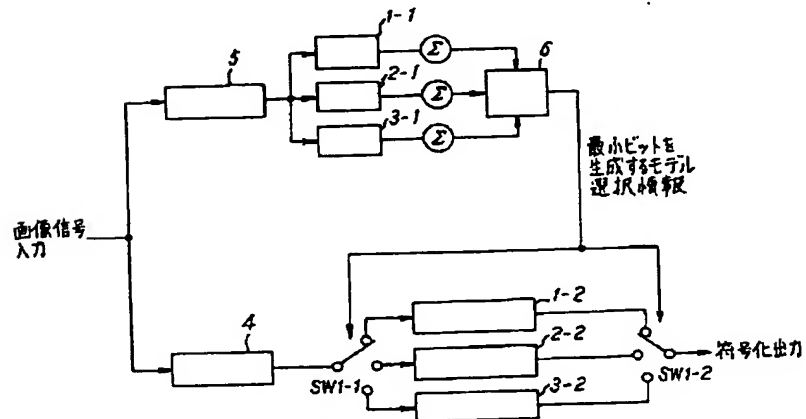 1-1
5
Σ
6
2-1
Σ
3-1
Σ
最小ビットを
生成するモデル
選択情報
画像信号
入力
4
1-2
2-2
SW1-1
符号化出力
SW1-2
3-2